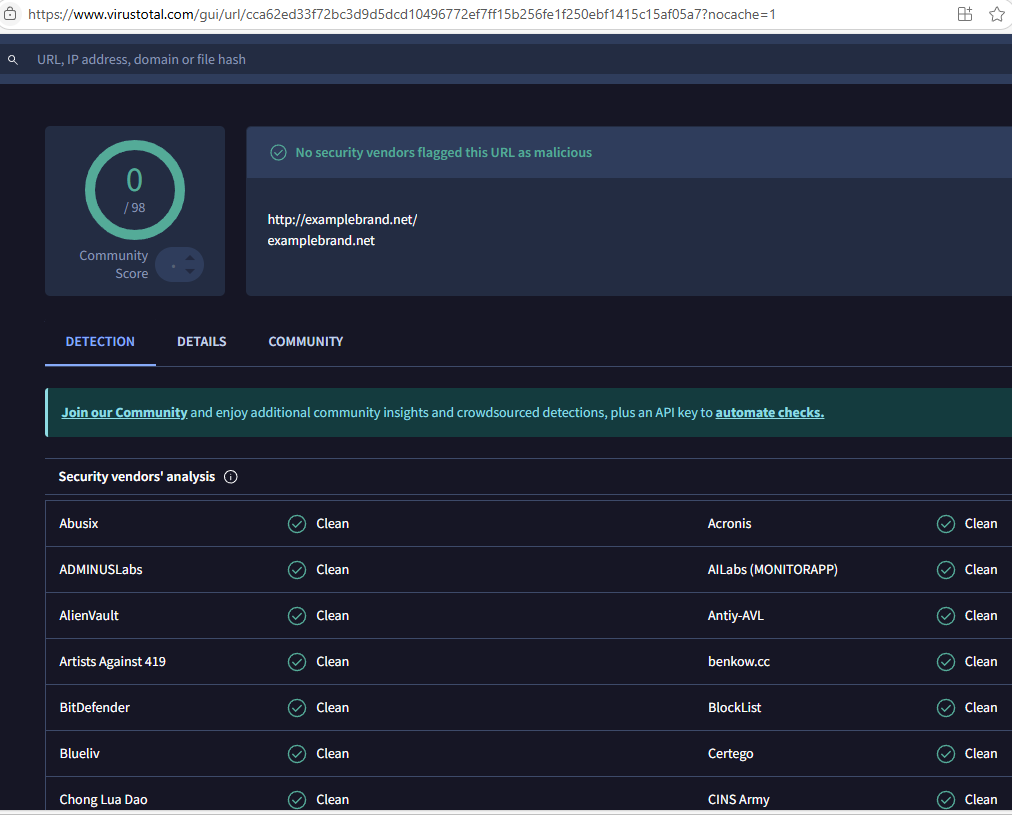 https://www.virustotal.com/gui/url/cca62ed33f72bc3d9d5dcd10496772ef7ff15b256fe1f250ebf1415c15af05a7?nocache=1
URL, IP address, domain or file hash
0
/ 98
Community
Score
No security vendors flagged this URL as malicious
http://examplebrand.net/
examplebrand.net
DETECTION DETAILS COMMUNITY
Join our Community and enjoy additional community insights and crowdsourced detections, plus an API key to automate checks.
Security vendors' analysis
Abusix Clean Acronis Clean
ADMINUSLabs Clean AILabs (MONITORAPP) Clean
AlienVault Clean Antiy-AVL Clean
Artists Against 419 Clean benkow.cc Clean
BitDefender Clean BlockList Clean
Blueliv Clean Certego Clean
Chong Lua Dao Clean CINS Army Clean